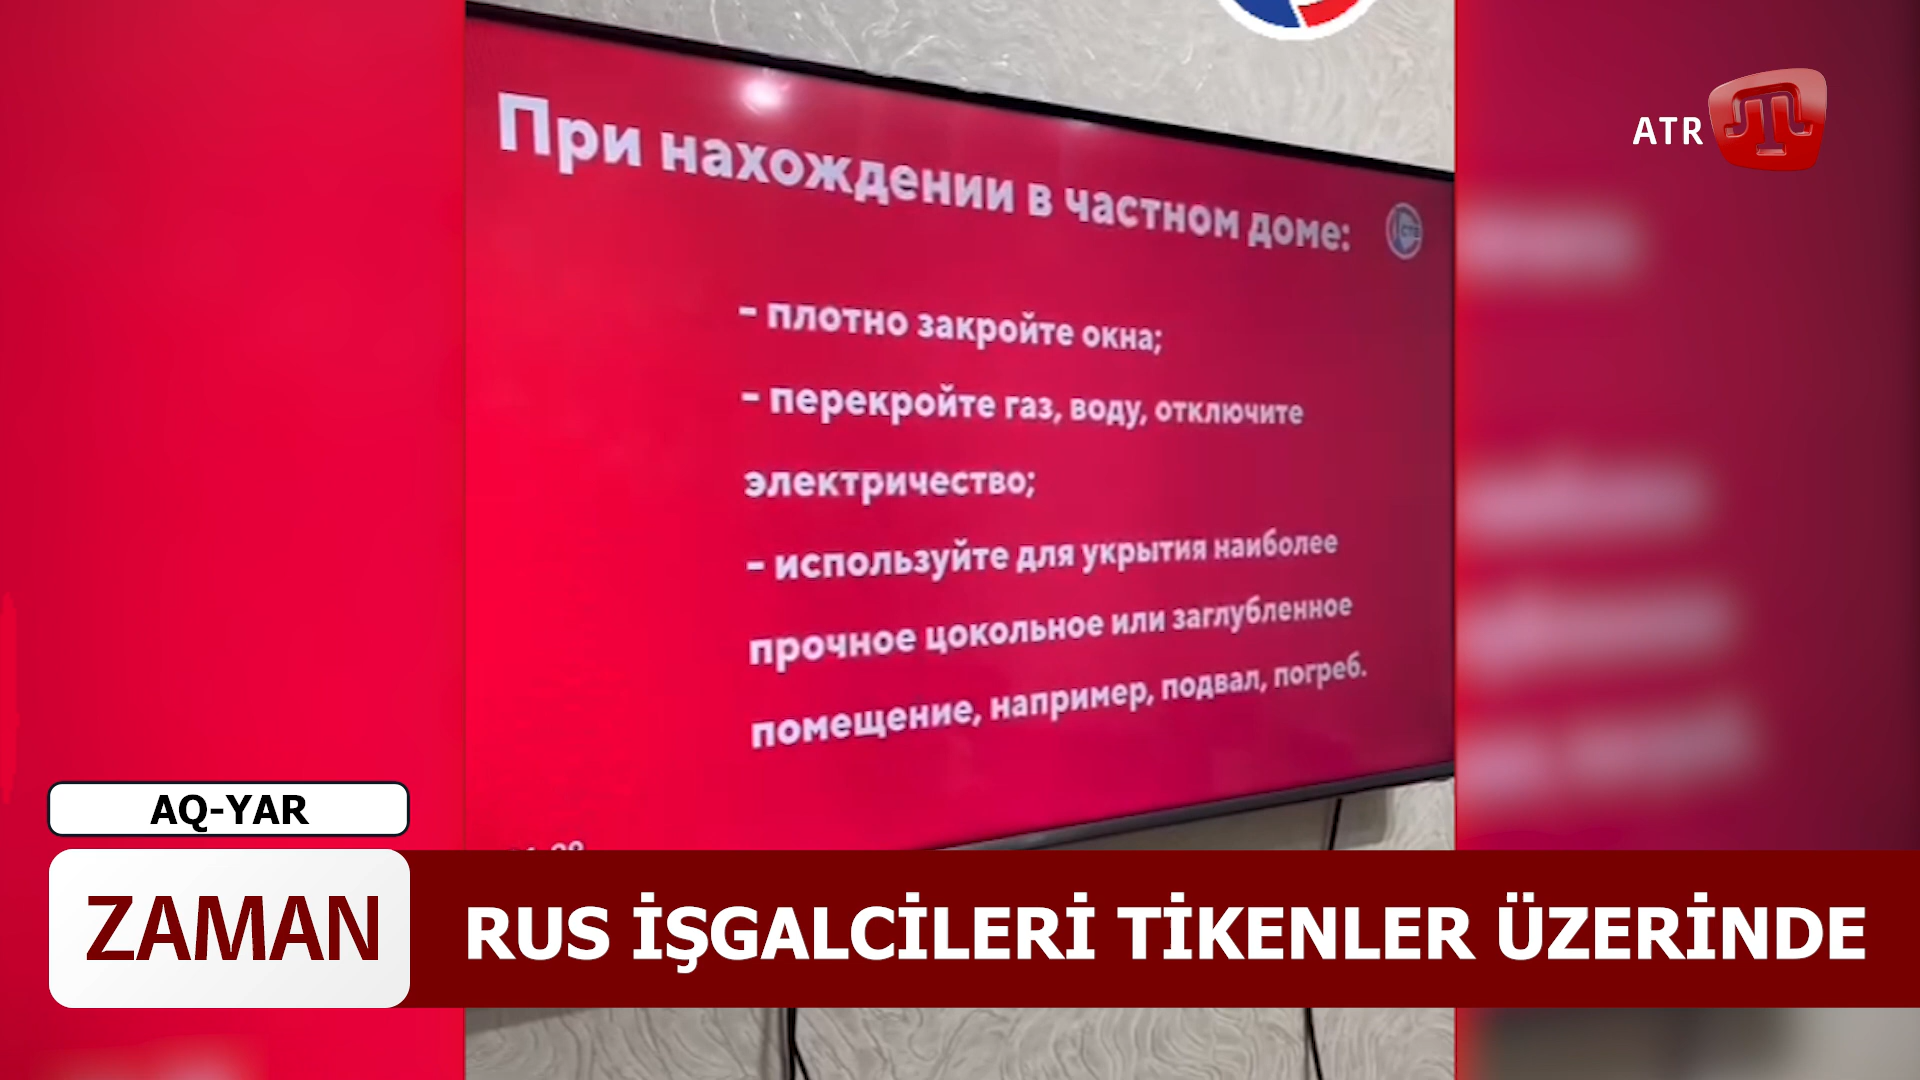 При нахождении в частном доме:
– плотно закройте окна;
– перекройте газ, воду, отключите
электричество;
– используйте для укрытия наиболее
прочное цокольное или заглубленное
помещение, например, подвал, погреб.
ATR
AQ-YAR
ZAMAN
RUS İŞGALCİLERİ TİKENLER ÜZERİNDE